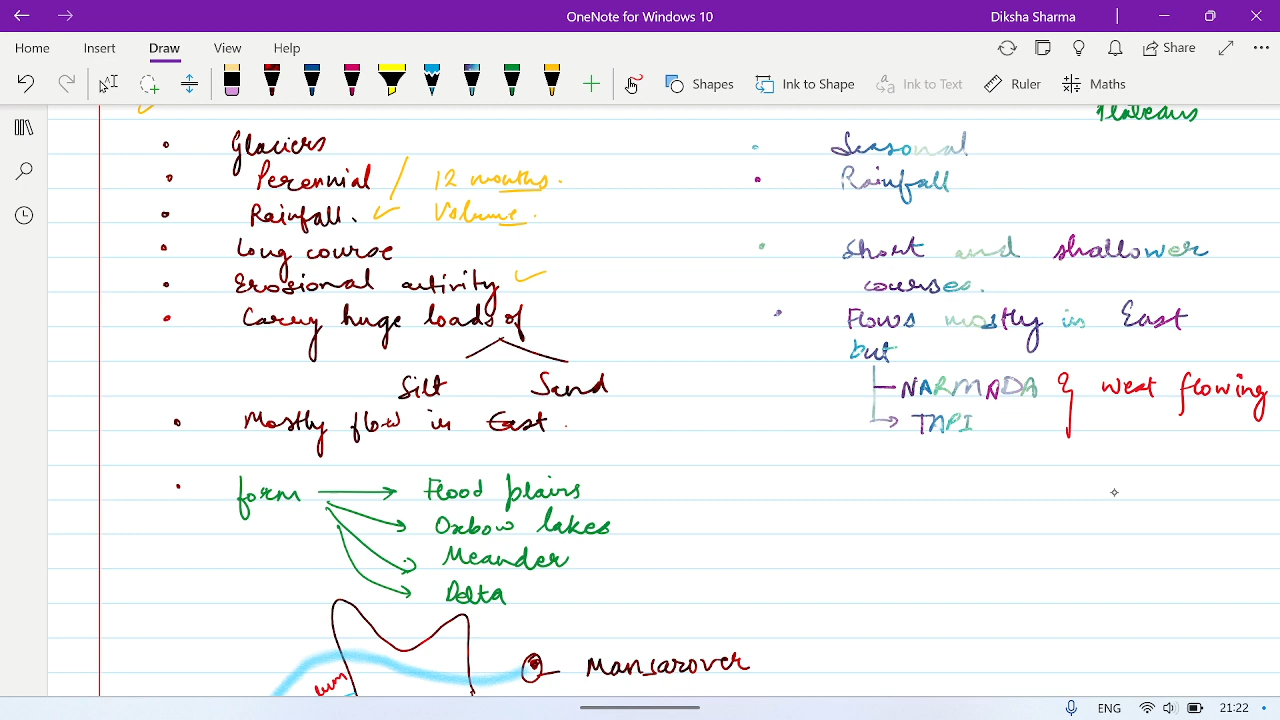 OneNote for Windows 10
Diksha Sharma
Home Insert Draw View Help
Share
Shapes Ink to Shape Ink to Text Ruler Maths
Plateaus
Glaciers
Perennial / 12 months.
Rainfall. Volume.
Long course
Erosional activity
Carry huge loads of
Silt Sand
Mostly flow in East.
form
Flood plains
Oxbow lakes
Meander
Delta
Mansarover
Seasonal
Rainfall
Short and shallower
courses.
Flows mostly in East
but
NARMADA west flowing
TAPI
ENG 21:22